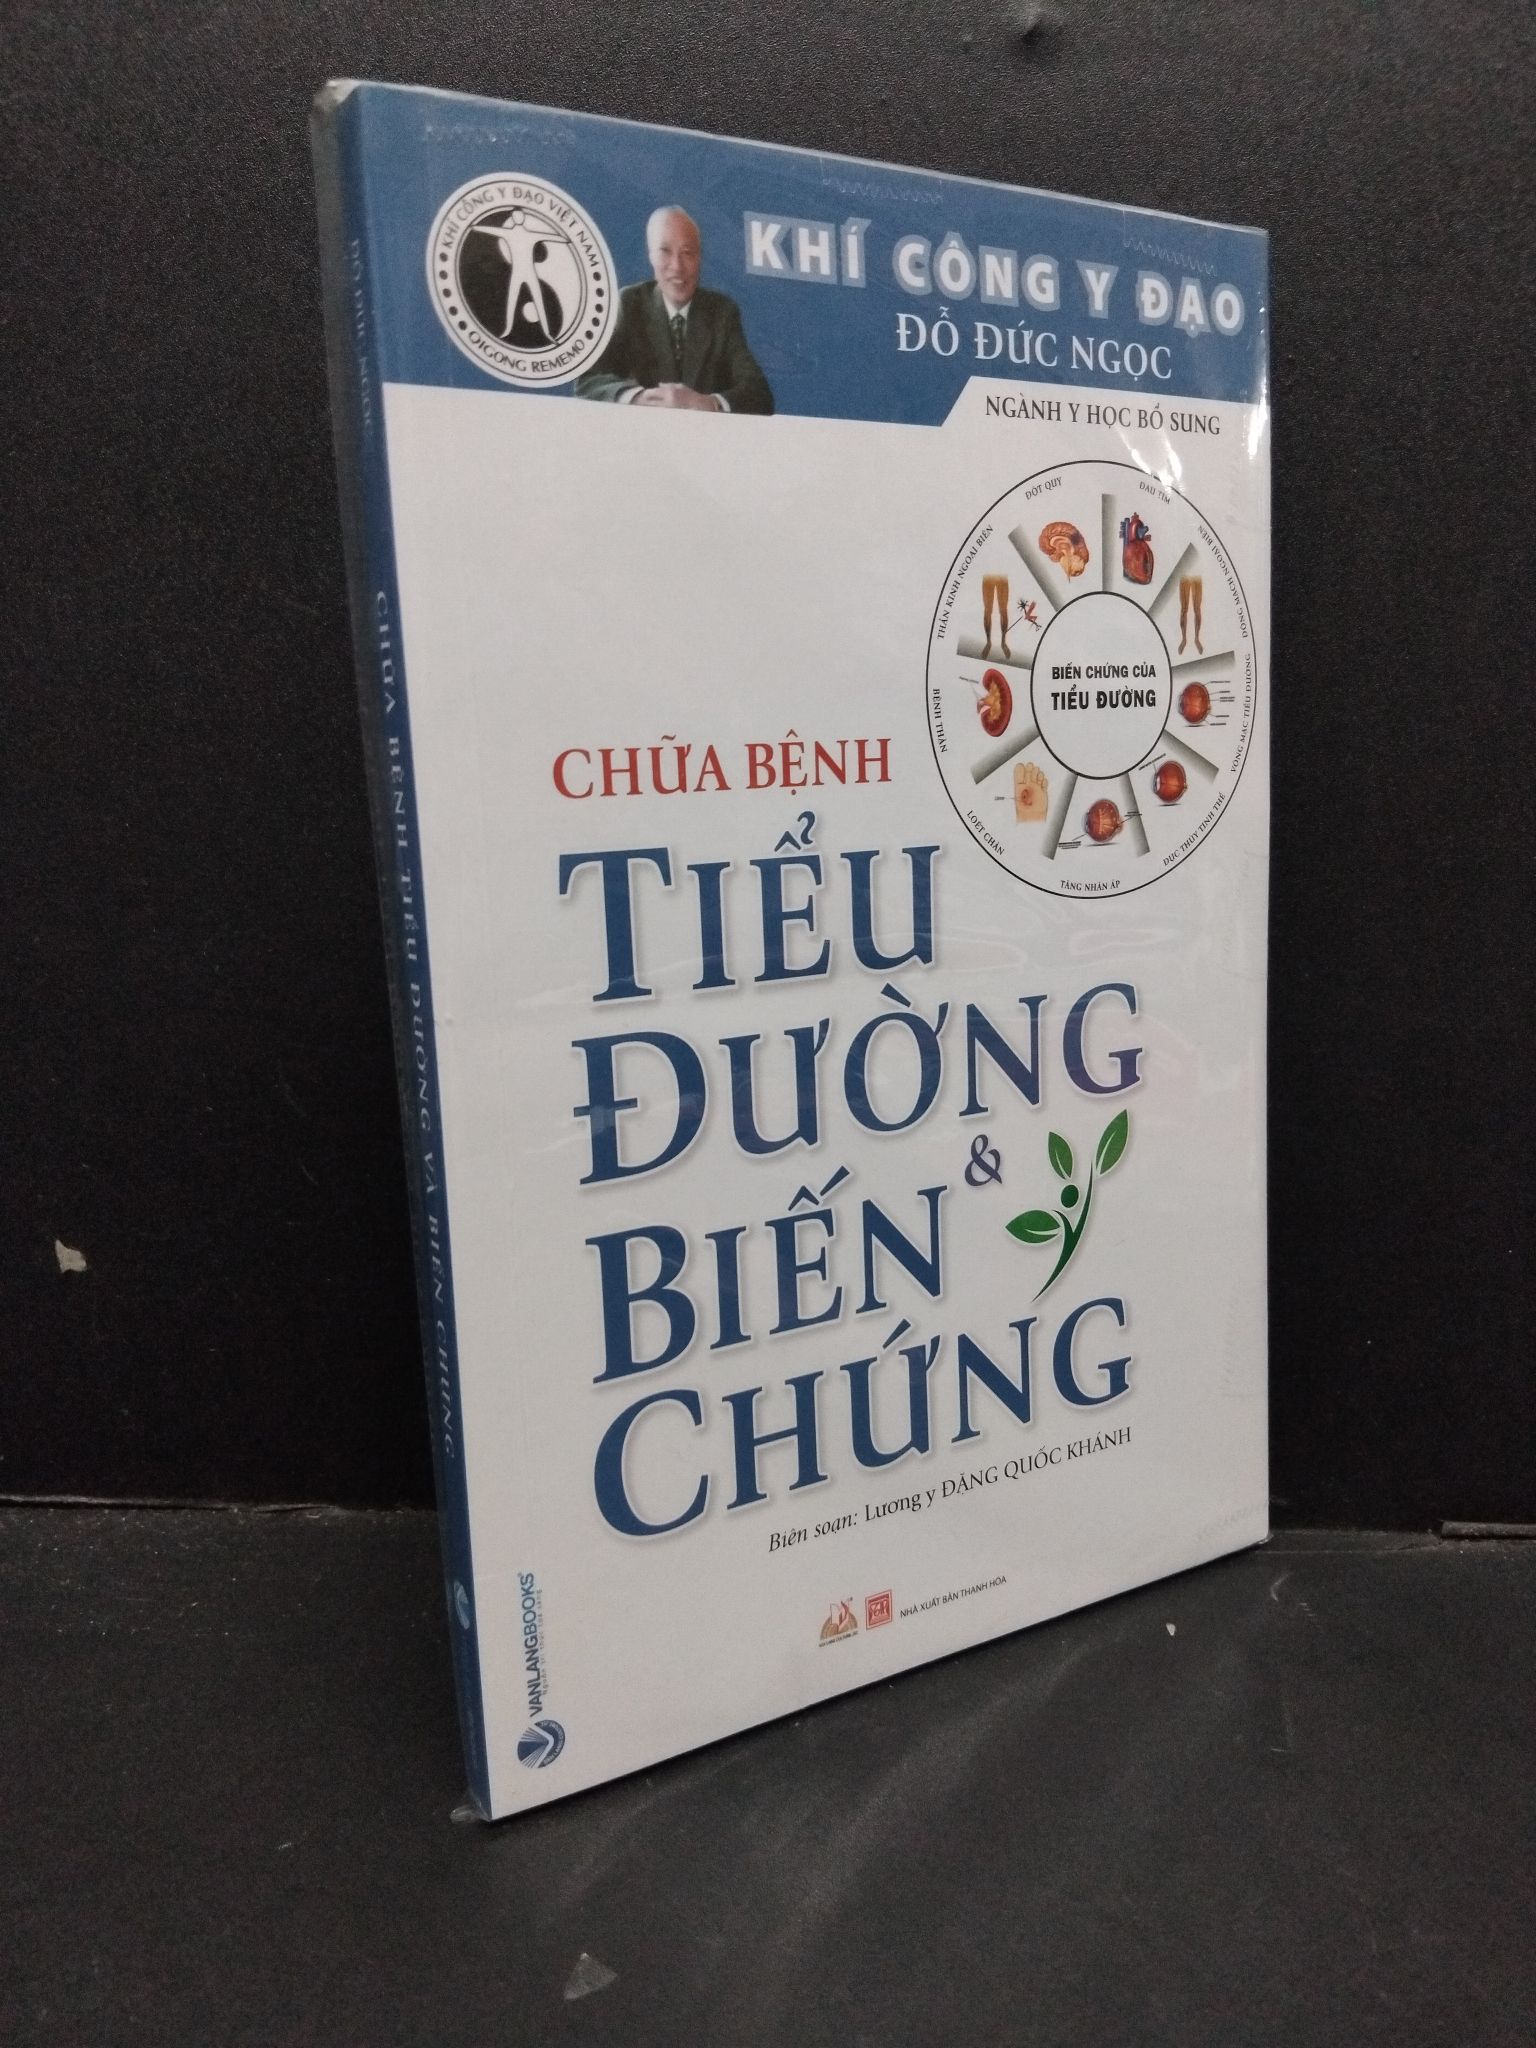 KHÍ CÔNG Y ĐẠO VIỆT NAM
QIGONG REMEMO
KHÍ CÔNG Y ĐẠO
ĐỖ ĐỨC NGỌC
NGÀNH Y HỌC BỔ SUNG
ĐỘT QUỴ
ĐAU TIM
ĐỘNG MẠCH NGOẠI BIÊN
VÕNG MẠC TIỂU ĐƯỜNG
ĐỤC THỦY TINH THỂ
TĂNG NHÃN ÁP
LOÉT CHÂN
BỆNH THẬN
THẦN KINH NGOẠI BIÊN
BIẾN CHỨNG CỦA
TIỂU ĐƯỜNG
CHỮA BỆNH
TIỂU
ĐƯỜNG
&
BIẾN
CHỨNG
Biên soạn: Lương y ĐẶNG QUỐC KHÁNH
NHÀ XUẤT BẢN THANH HÓA
VANLANGBOOKS
ĐỖ ĐỨC NGỌC
CHỮA BỆNH TIỂU ĐƯỜNG VÀ BIẾN CHỨNG